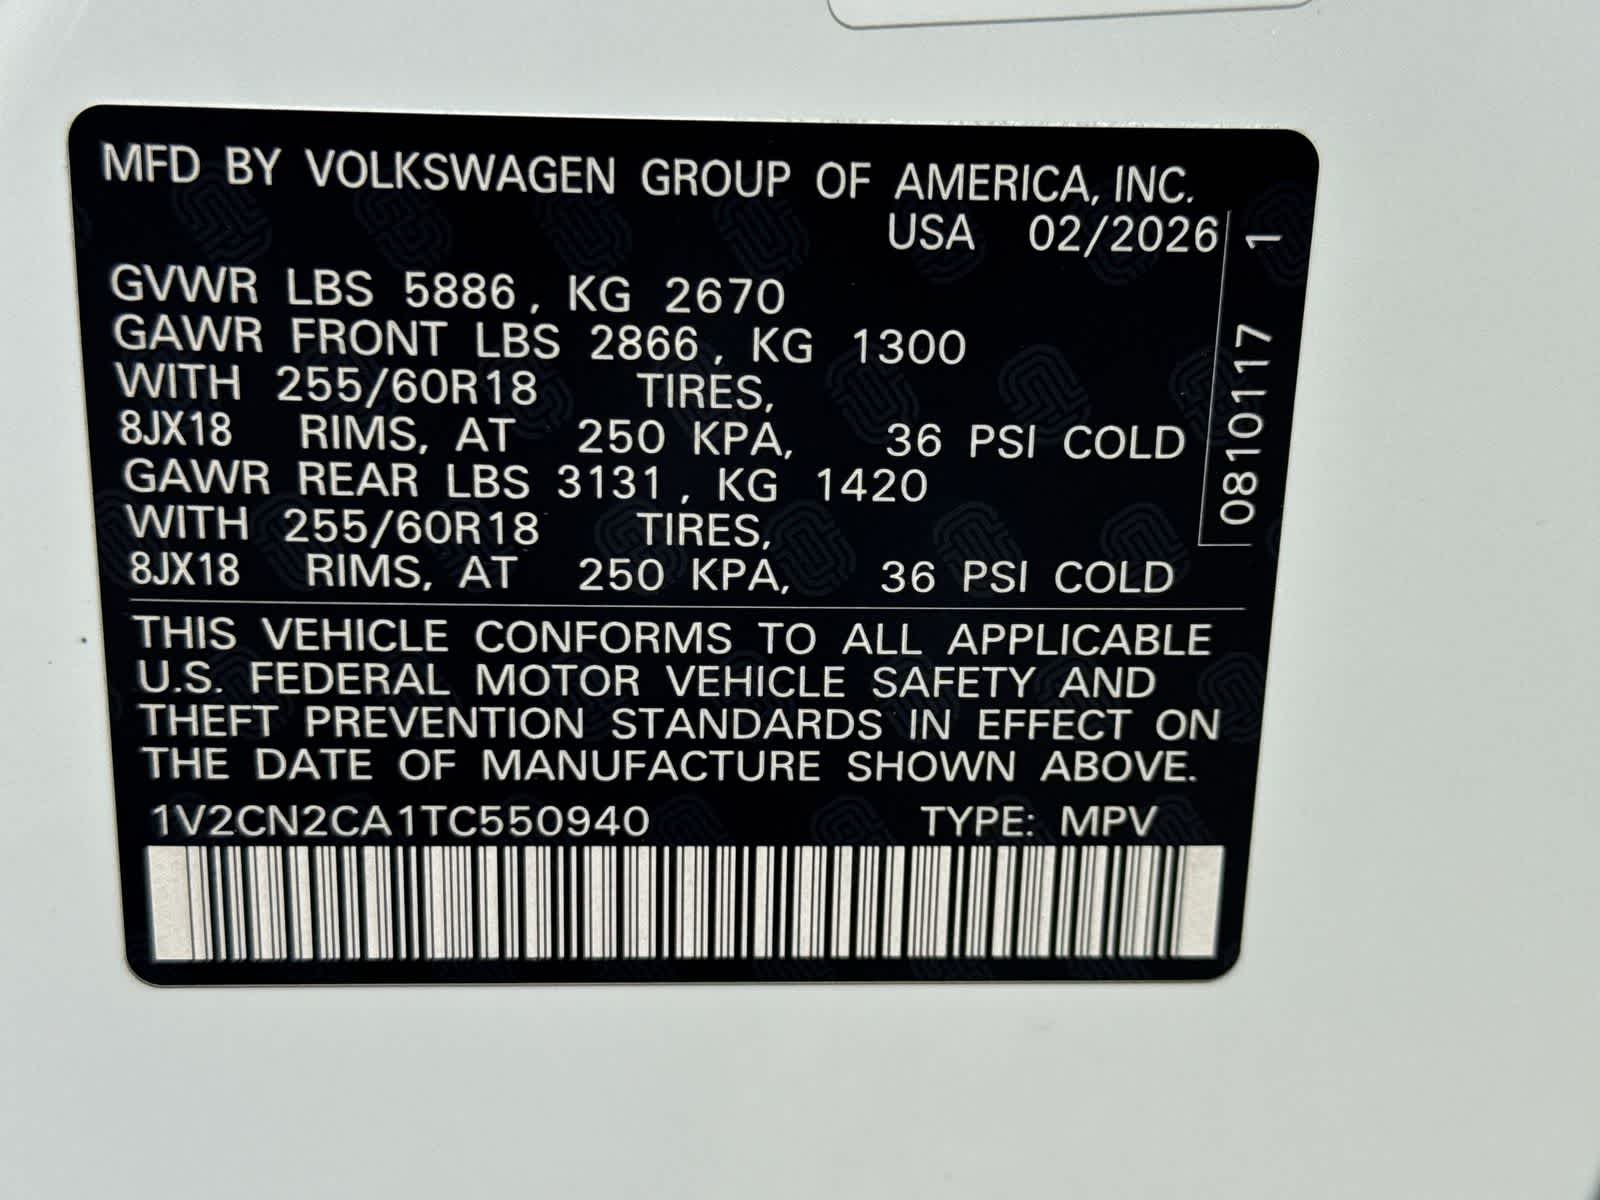 MFD BY VOLKSWAGEN GROUP OF AMERICA, INC.
USA 02/2026
GVWR LBS 5886, KG 2670
GAWR FRONT LBS 2866, KG 1300
WITH 255/60R18 TIRES,
8JX18 RIMS, AT 250 KPA, 36 PSI COLD
GAWR REAR LBS 3131, KG 1420
WITH 255/60R18 TIRES,
8JX18 RIMS, AT 250 KPA, 36 PSI COLD
0810117 1
THIS VEHICLE CONFORMS TO ALL APPLICABLE
U.S. FEDERAL MOTOR VEHICLE SAFETY AND
THEFT PREVENTION STANDARDS IN EFFECT ON
THE DATE OF MANUFACTURE SHOWN ABOVE.
1V2CN2CA1TC550940 TYPE: MPV